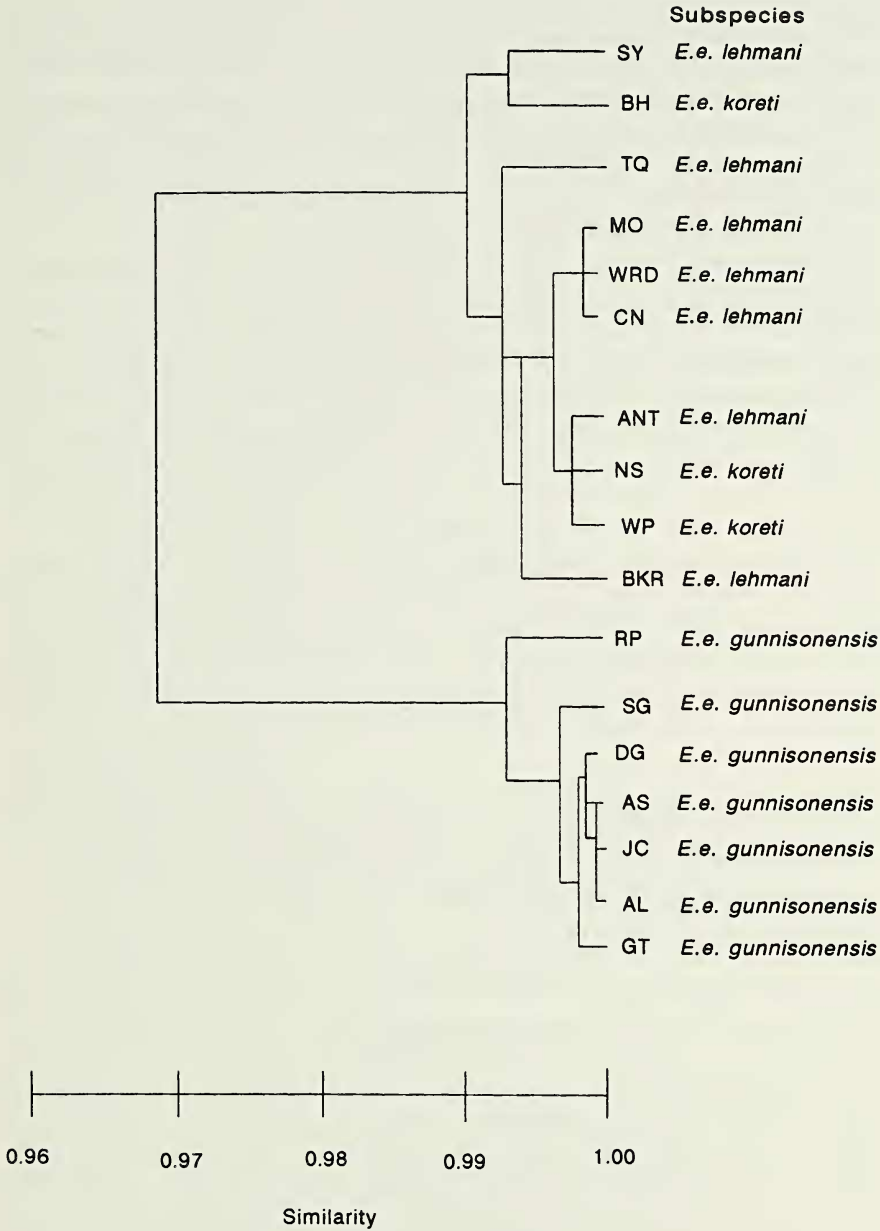 Subspecies
SY E.e. lehmani
BH E.e. koreti
TQ E.e. lehmani
MO E.e. lehmani
WRD E.e. lehmani
CN E.e. lehmani
ANT E.e. lehmani
NS E.e. koreti
WP E.e. koreti
BKR E.e. lehmani
RP E.e. gunnisonensis
SG E.e. gunnisonensis
DG E.e. gunnisonensis
AS E.e. gunnisonensis
JC E.e. gunnisonensis
AL E.e. gunnisonensis
GT E.e. gunnisonensis
0.96 0.97 0.98 0.99 1.00
Similarity